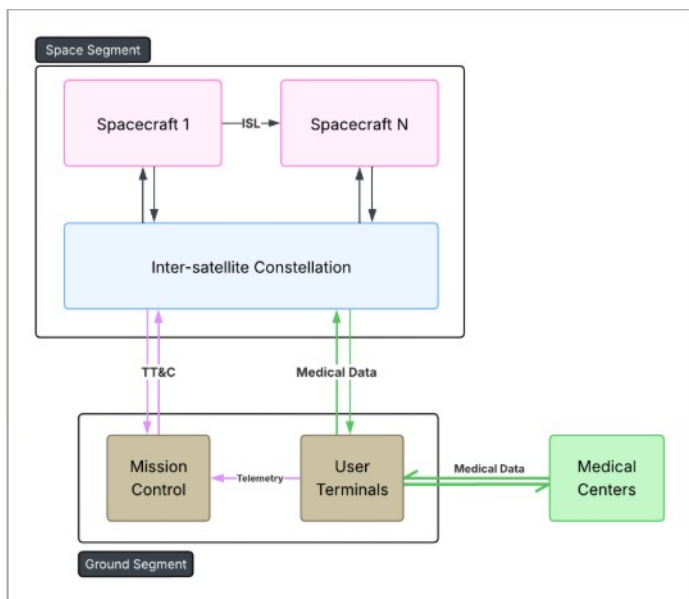 Space Segment
Spacecraft 1
ISL
Spacecraft N
Inter-satellite Constellation
TT&C
Medical Data
Mission
Control
Telemetry
User
Terminals
Medical Data
Medical
Centers
Ground Segment